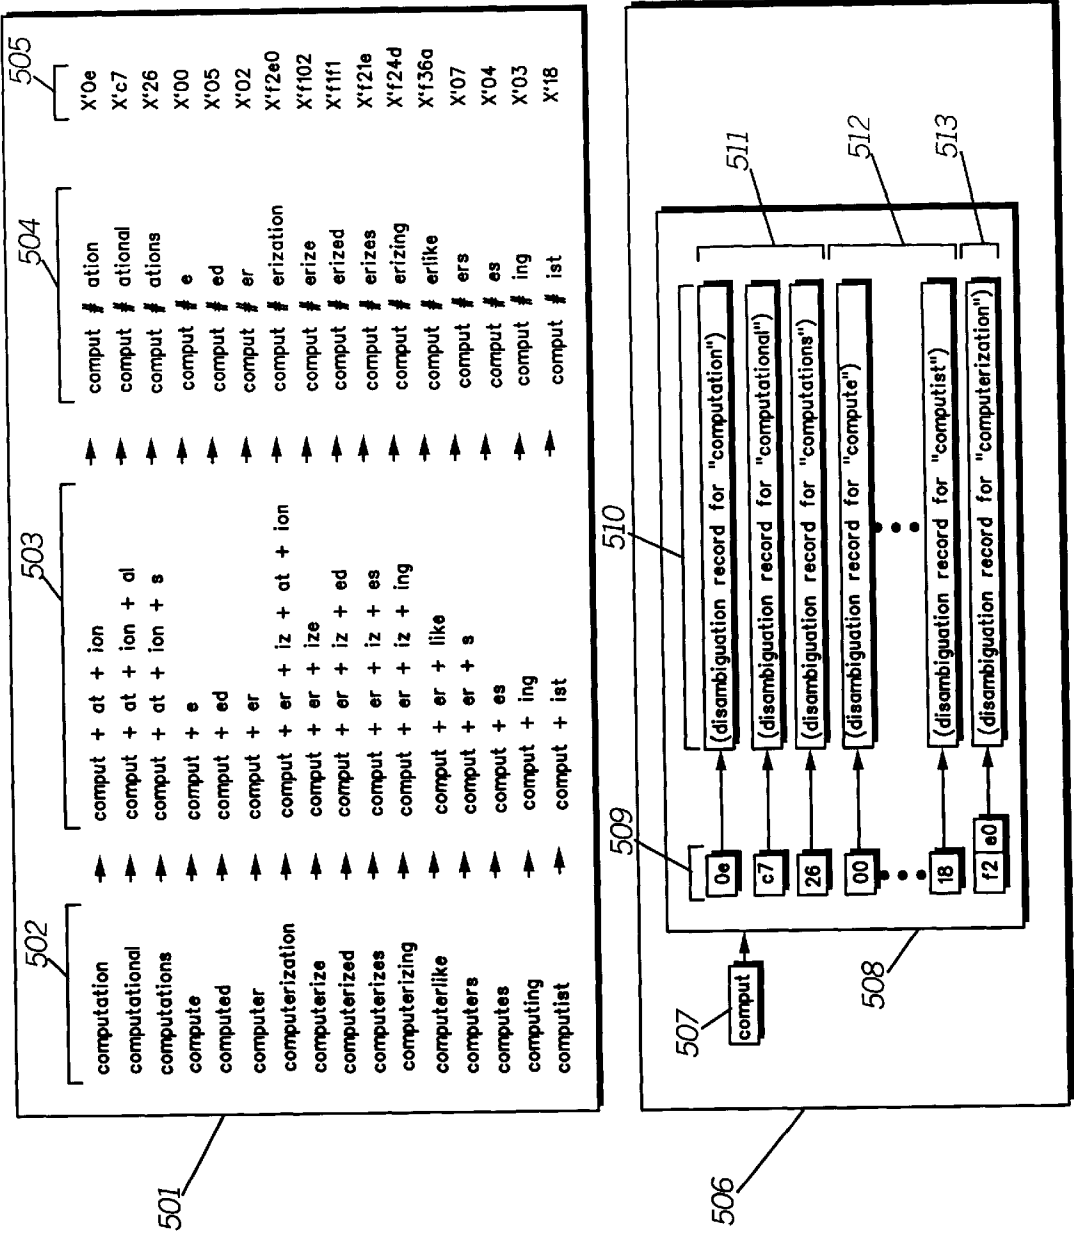 502 503 504 505
computation comput + at + ion comput # ation X'0e
computational comput + at + ion + al comput # ational X'c7
computations comput + at + ion + s comput # ations X'26
501
compute comput + e comput # e X'00
computed comput + ed comput # ed X'05
computer comput + er comput # er X'02
computerization comput + er + iz + at + ion comput # erization X'f2e0
computerize comput + er + ize comput # erize X'f102
computerized comput + er + iz + ed comput # erized X'f1f1
computerizes comput + er + iz + es comput # erizes X'f21e
computerizing comput + er + iz + ing comput # erizing X'f24d
computerlike comput + er + like comput # erlike X'f36a
computers comput + er + s comput # ers X'07
computes comput + es comput # es X'04
computing comput + ing comput # ing X'03
computist comput + ist comput # ist X'18
509 510
507
506
0e (disambiguation record for "computation")
comput
511
c7 (disambiguation record for "computational")
26 (disambiguation record for "computations")
00 (disambiguation record for "compute")
512
508
18 (disambiguation record for "computist")
513
f2 e0 (disambiguation record for "computerization")